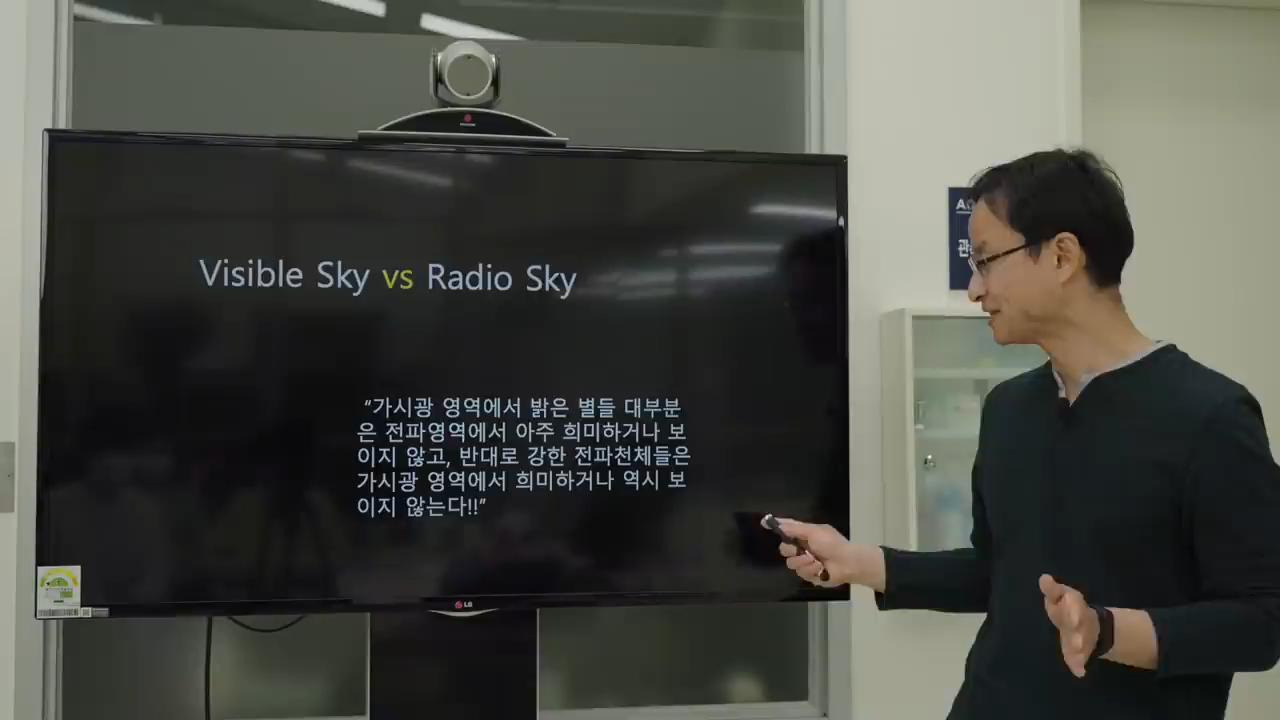 Visible Sky vs Radio Sky
“가시광 영역에서 밝은 별들 대부분
은 전파영역에서 아주 희미하거나 보
이지 않고, 반대로 강한 전파천체들은
가시광 영역에서 희미하거나 역시 보
이지 않는다!!”
LG